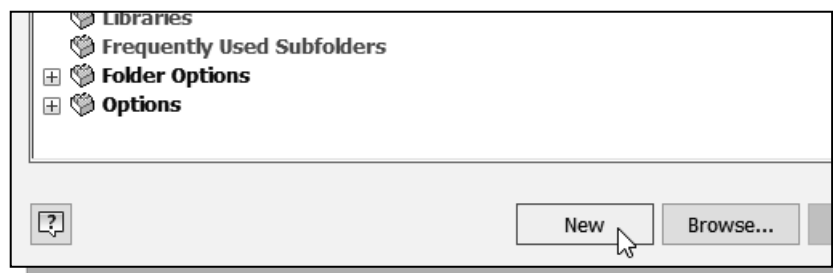 Libraries
Frequently Used Subfolders
Folder Options
Options
?
New Browse...